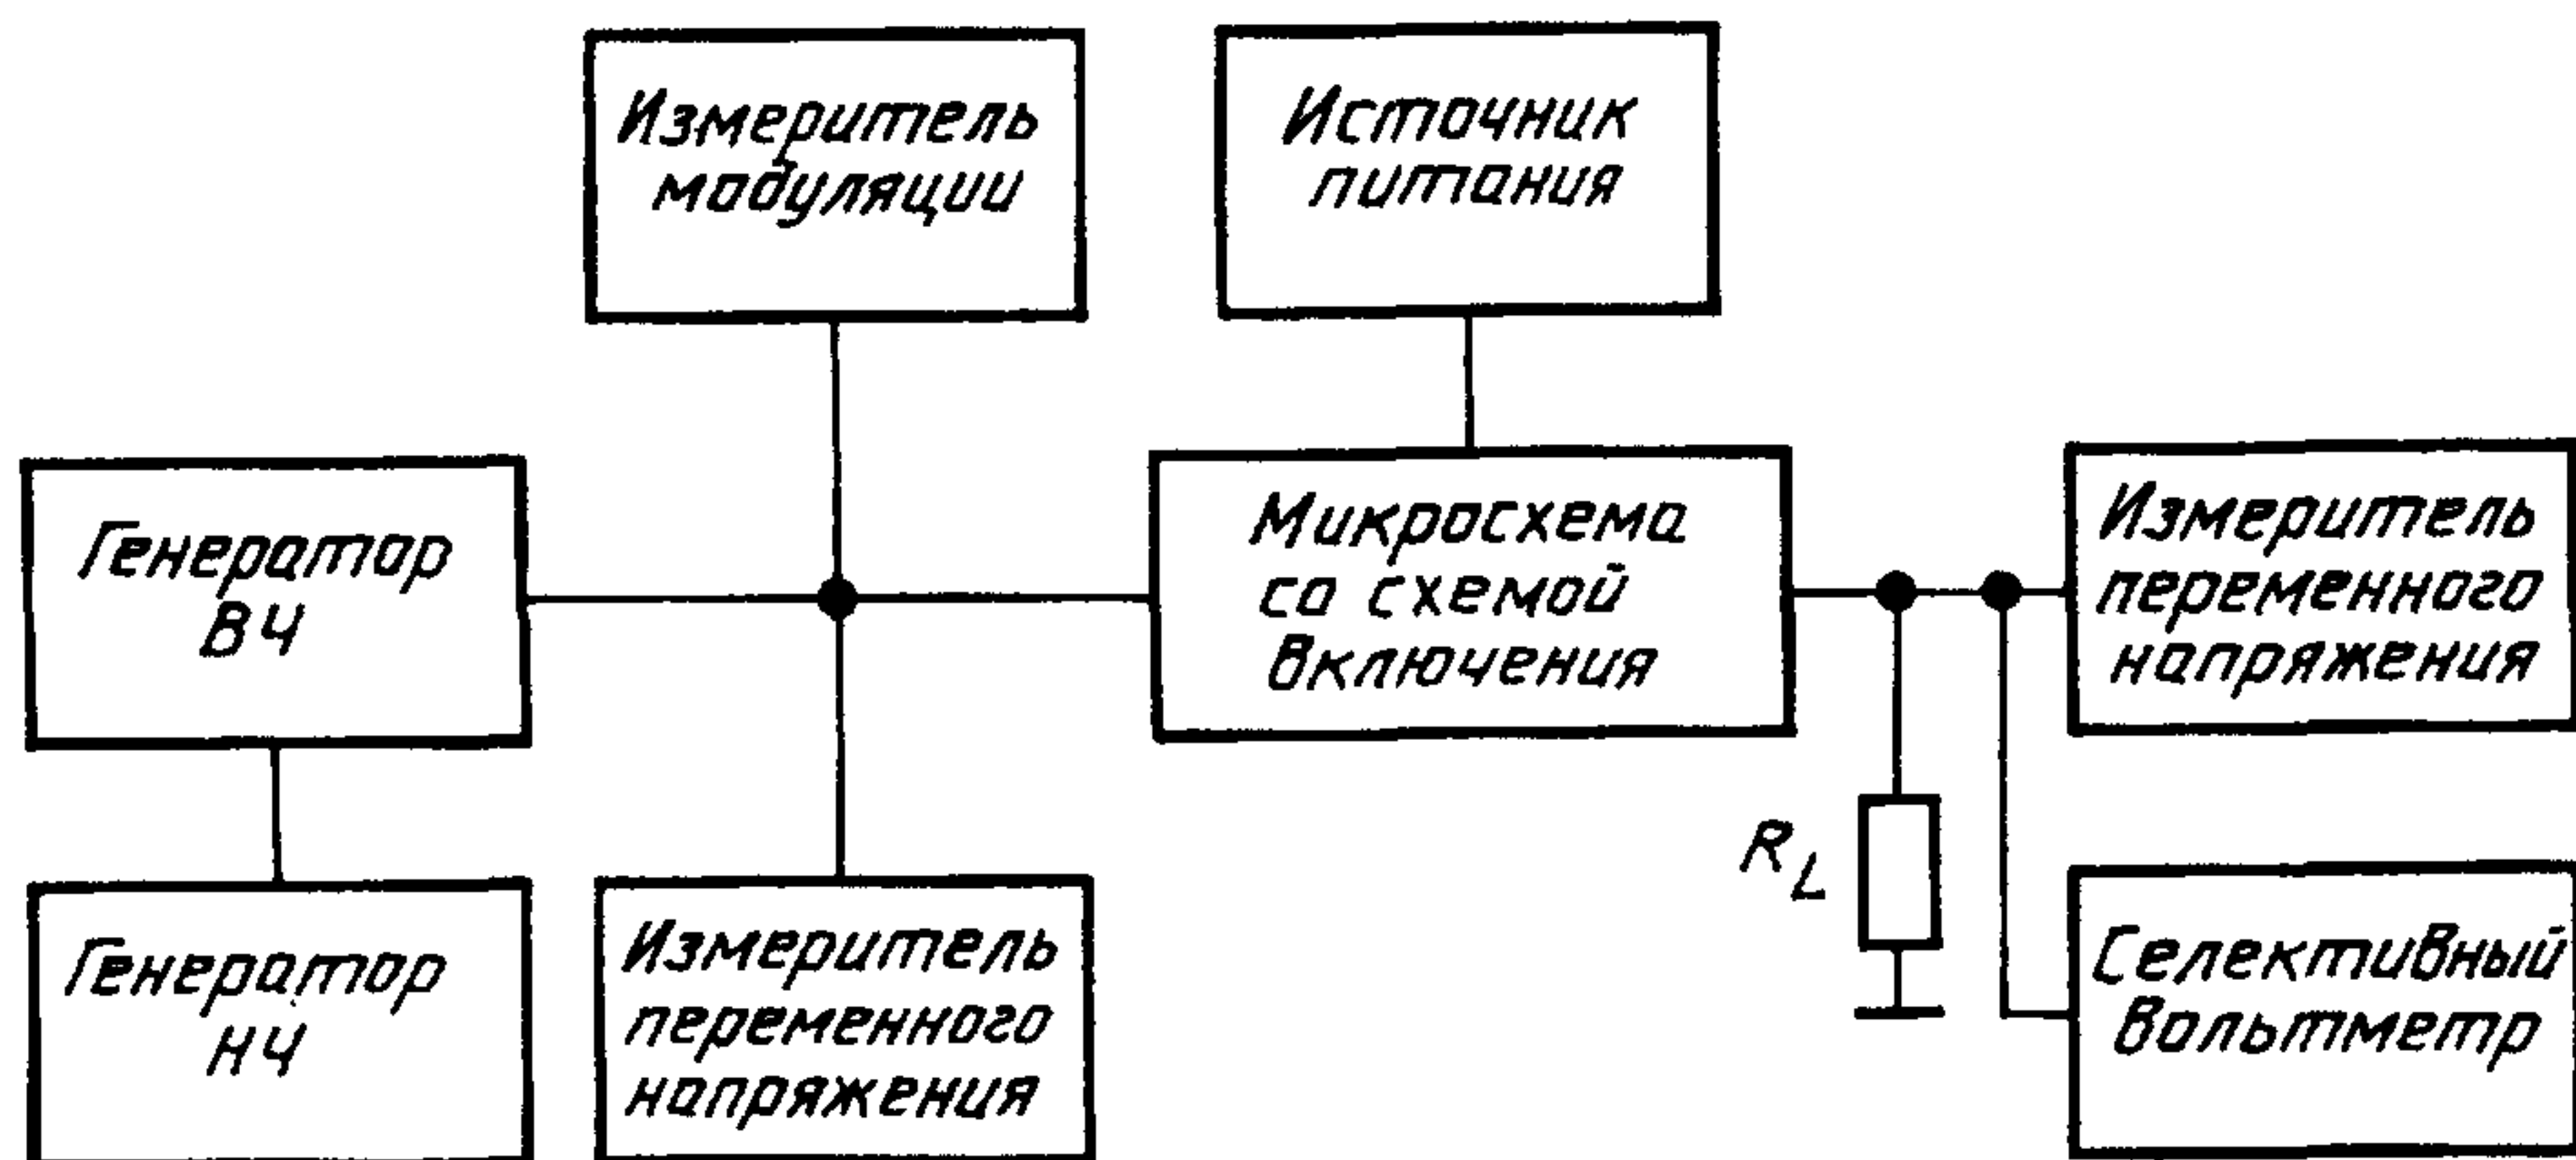 Измеритель
модуляции
Источник
питания
Генератор
ВЧ
Микросхема
со схемой
включения
Измеритель
переменного
напряжения
R_L
Генератор
НЧ
Измеритель
переменного
напряжения
Селективный
вольтметр